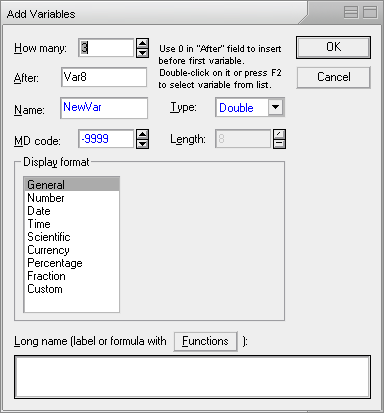 Add Variables
How many: 3
Use 0 in "After" field to insert
before first variable.
Double-click on it or press F2
to select variable from list.
OK
After: Var8
Cancel
Name: NewVar
Type: Double
MD code: -9999
Length: 8
Display format
General
Number
Date
Time
Scientific
Currency
Percentage
Fraction
Custom
Long name (label or formula with Functions ):